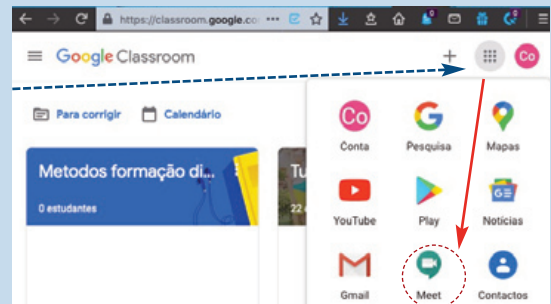 https://classroom.google.co
Google Classroom
Co
Para corrigir
Calendário
Co
Conta
Pesquisa
Mapas
Metodos formação di...
Tu
0 estudantes
22
YouTube
Play
Notícias
Gmail
Meet
Contactos